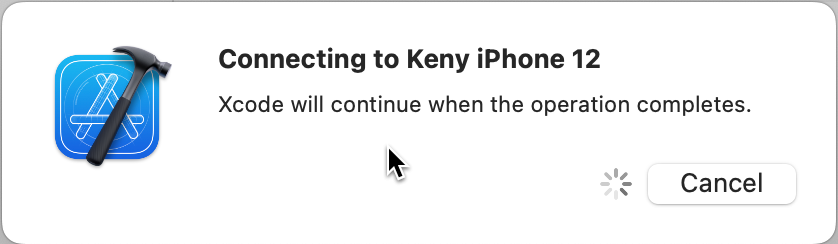 Connecting to Keny iPhone 12
Xcode will continue when the operation completes.
Cancel